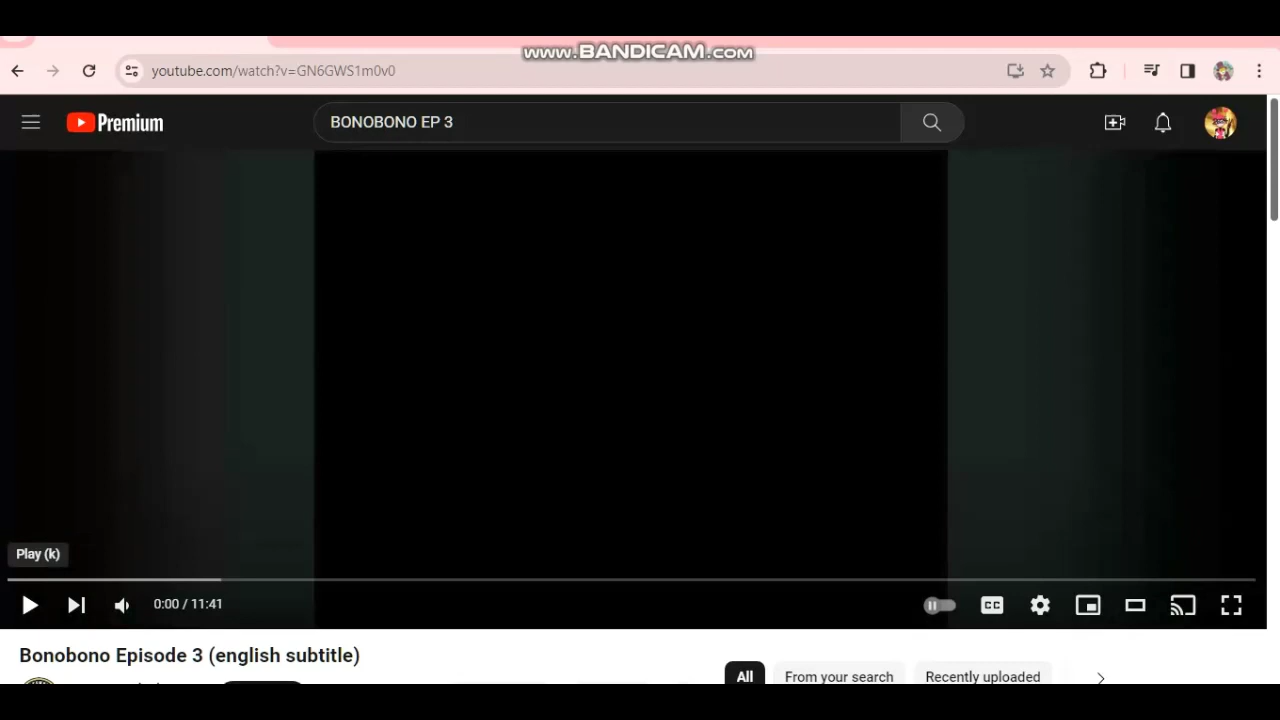 www.BANDICAM.com
youtube.com/watch?v=GN6GWS1m0v0
Premium
BONOBONO EP 3
Play (k)
0:00 / 11:41
CC
Bonobono Episode 3 (english subtitle)
All
From your search
Recently uploaded